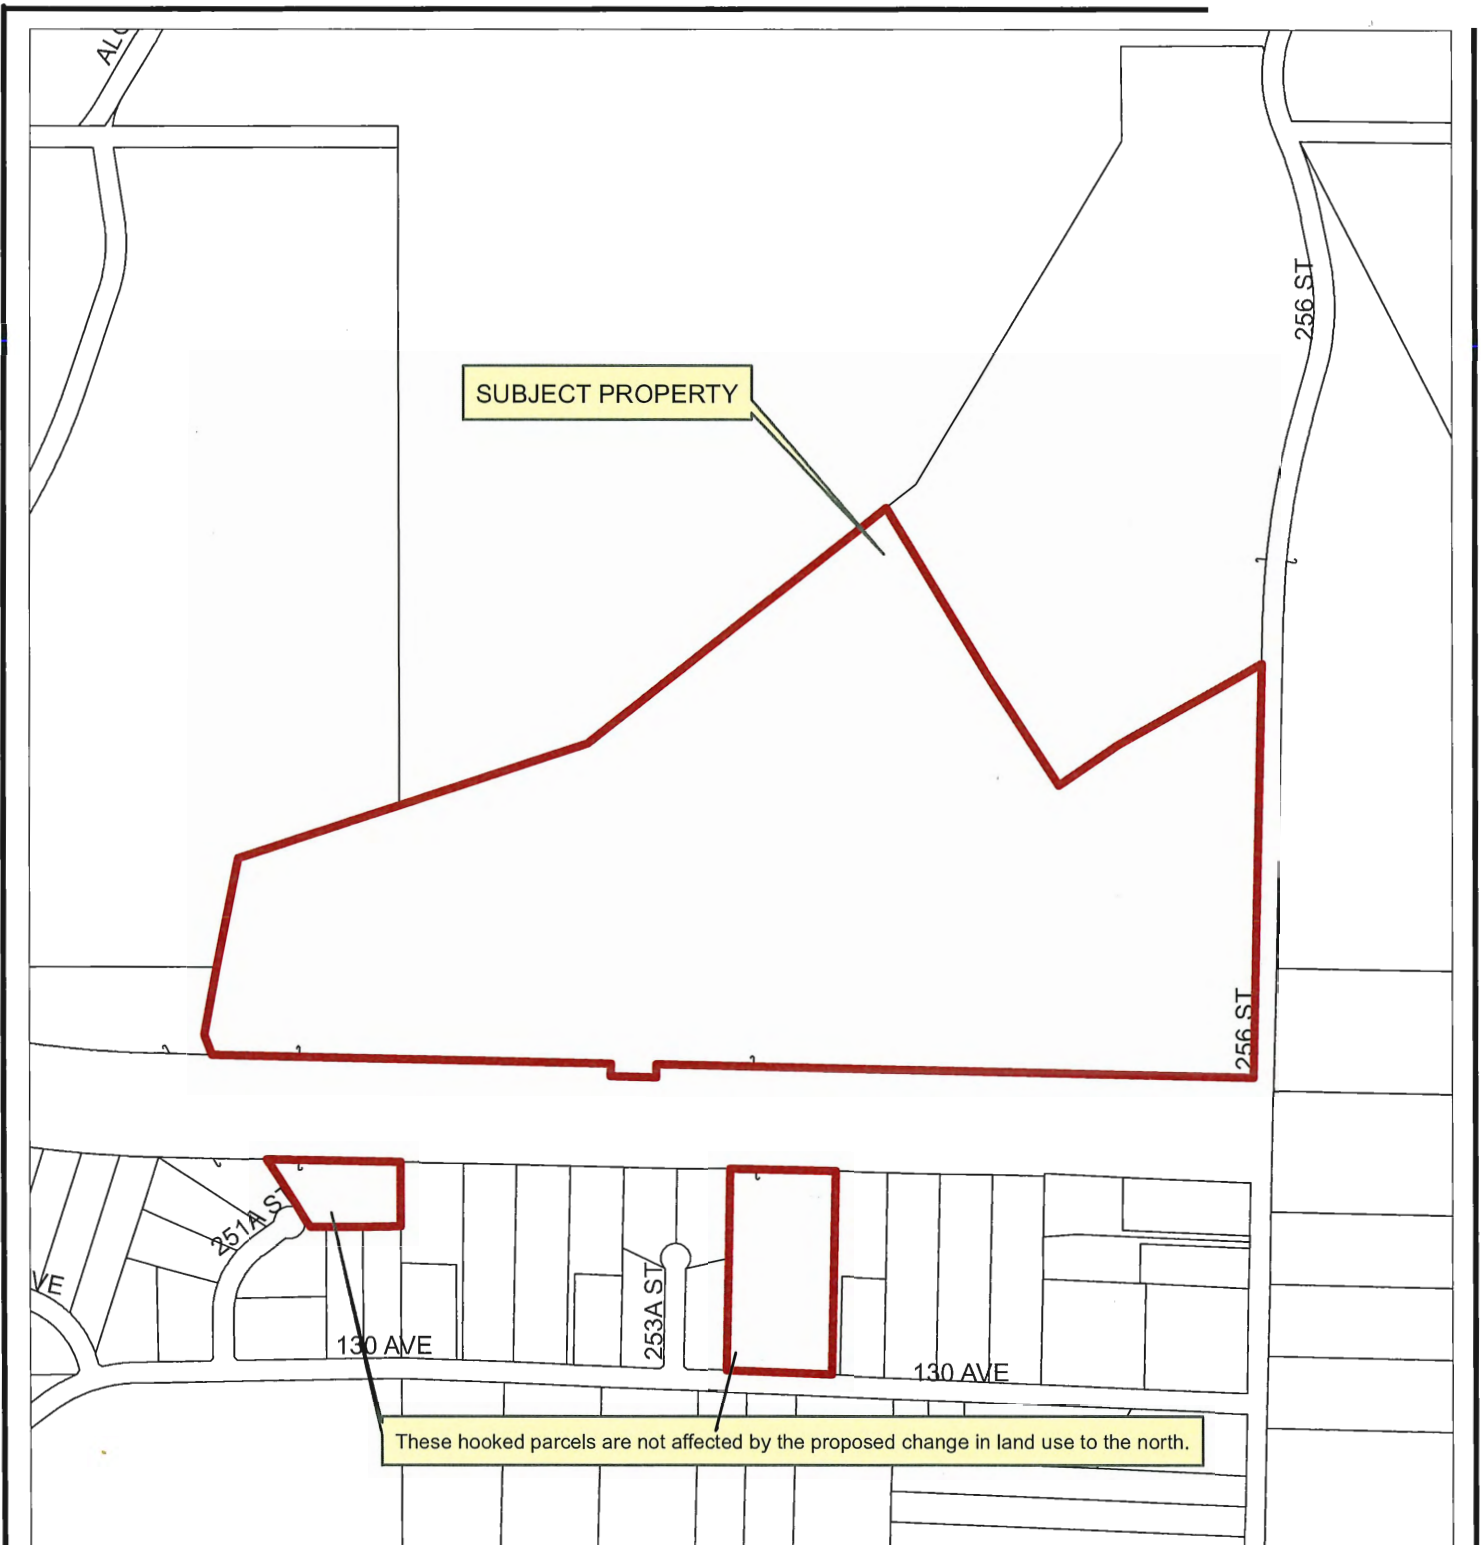 256 ST
SUBJECT PROPERTY
256 ST
251A ST
253A ST
130 AVE
130 AVE
These hooked parcels are not affected by the proposed change in land use to the north.